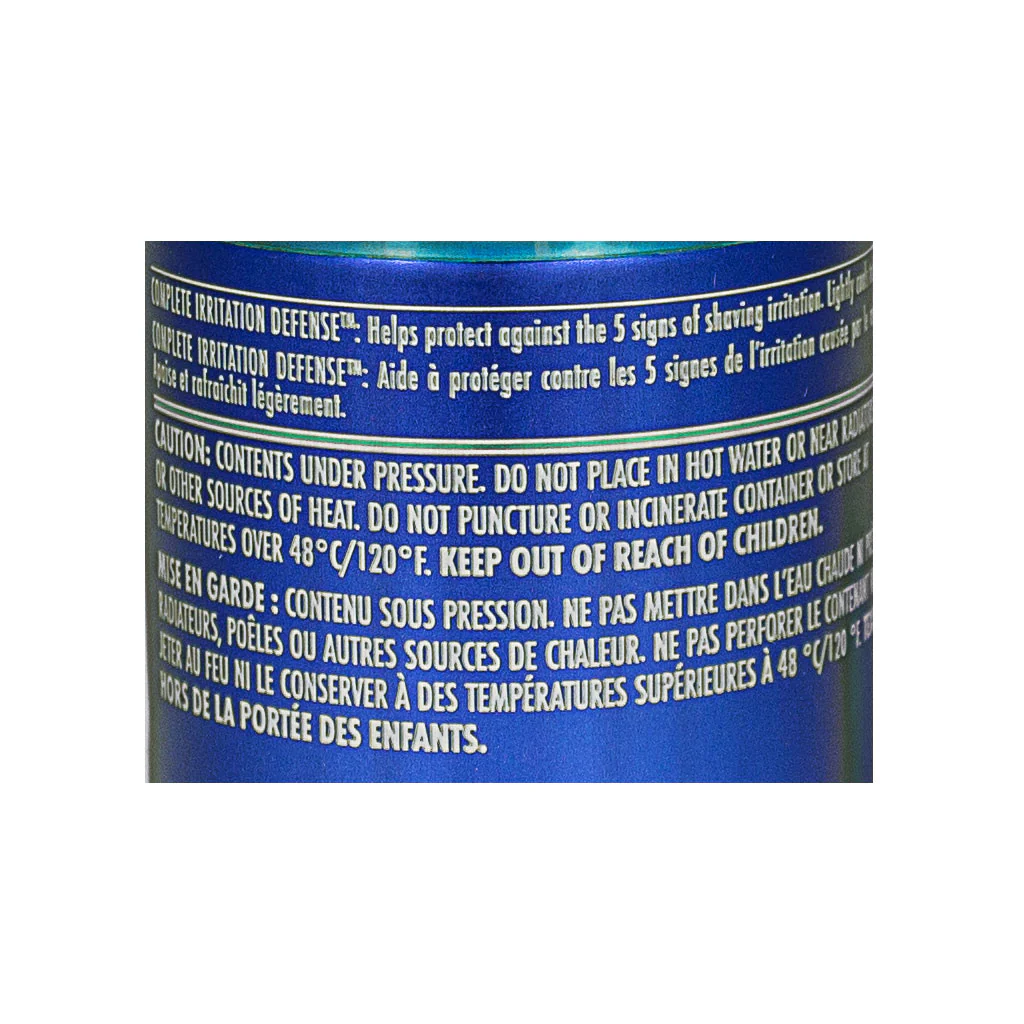 COMPLETE IRRITATION DEFENSE™: Helps protect against the 5 signs of shaving irritation. Lightly
COMPLETE IRRITATION DEFENSE™: Aide à protéger contre les 5 signes de l'irritation causée par le
Apaise et rafraîchit légèrement.
CAUTION: CONTENTS UNDER PRESSURE. DO NOT PLACE IN HOT WATER OR NEAR
OR OTHER SOURCES OF HEAT. DO NOT PUNCTURE OR INCINERATE CONTAINER OR STORE AT
TEMPERATURES OVER 48°C/120°F. KEEP OUT OF REACH OF CHILDREN.
MISE EN GARDE : CONTENU SOUS PRESSION. NE PAS METTRE DANS L'EAU CHAUDE NI
RADIATEURS, POÊLES OU AUTRES SOURCES DE CHALEUR. NE PAS PERFORER LE CONTENANT
JETER AU FEU NI LE CONSERVER À DES TEMPÉRATURES SUPÉRIEURES À 48 °C/120 °F.
HORS DE LA PORTÉE DES ENFANTS.